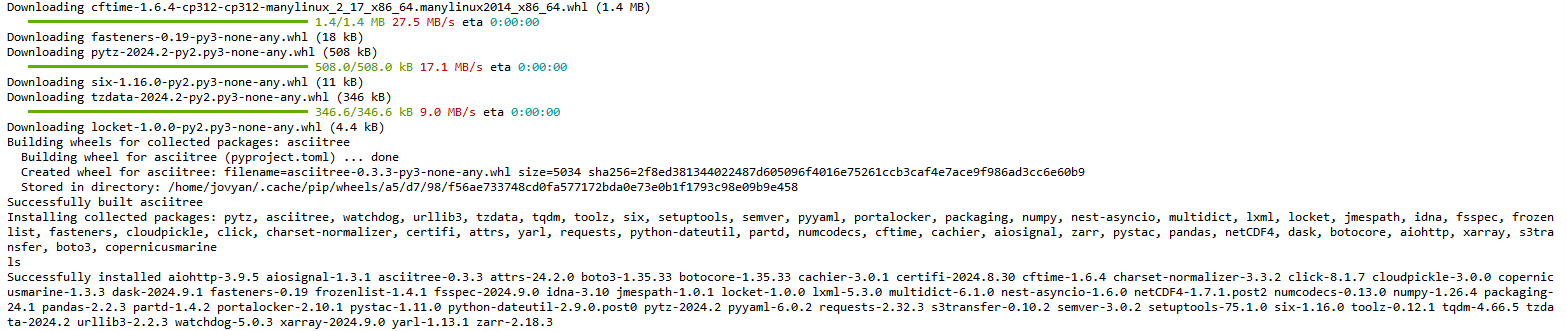 Downloading cftime-1.6.4-cp312-cp312-manylinux_2_17_x86_64.manylinux2014_x86_64.whl (1.4 MB)
1.4/1.4 MB 27.5 MB/s eta 0:00:00
Downloading fasteners-0.19-py3-none-any.whl (18 kB)
Downloading pytz-2024.2-py2.py3-none-any.whl (508 kB)
508.0/508.0 kB 17.1 MB/s eta 0:00:00
Downloading six-1.16.0-py2.py3-none-any.whl (11 kB)
Downloading tzdata-2024.2-py2.py3-none-any.whl (346 kB)
346.6/346.6 kB 9.0 MB/s eta 0:00:00
Downloading locket-1.0.0-py2.py3-none-any.whl (4.4 kB)
Building wheels for collected packages: asciitree
Building wheel for asciitree (pyproject.toml) ... done
Created wheel for asciitree: filename=asciitree-0.3.3-py3-none-any.whl size=5034 sha256=2f8ed381344022487d605096f4016e75261ccb3caf4e7ace9f986ad3cc6e60b9
Stored in directory: /home/jovyan/.cache/pip/wheels/a5/d7/98/f56ae733748cd0fa577172bda0e73e0b1f1793c98e09b9e458
Successfully built asciitree
Installing collected packages: pytz, asciitree, watchdog, urllib3, tzdata, tqdm, toolz, six, setuptools, semver, pyyaml, portalocker, packaging, numpy, nest-asyncio, multidict, lxml, locket, jmespath, idna, fsspec, frozen
list, fasteners, cloudpickle, click, charset-normalizer, certifi, attrs, yarl, requests, python-dateutil, partd, numcodecs, cftime, cachier, aiosignal, zarr, pystac, pandas, netCDF4, dask, botocore, aiohttp, xarray, s3tra
nsfer, boto3, copernicusmarine
ls
Successfully installed aiohttp-3.9.5 aiosignal-1.3.1 asciitree-0.3.3 attrs-24.2.0 boto3-1.35.33 botocore-1.35.33 cachier-3.0.1 certifi-2024.8.30 cftime-1.6.4 charset-normalizer-3.3.2 click-8.1.7 cloudpickle-3.0.0 copernic
usmarine-1.3.3 dask-2024.9.1 fasteners-0.19 frozenlist-1.4.1 fsspec-2024.9.0 idna-3.10 jmespath-1.0.1 locket-1.0.0 lxml-5.3.0 multidict-6.1.0 nest-asyncio-1.6.0 netCDF4-1.7.1.post2 numcodecs-0.13.0 numpy-1.26.4 packaging-
24.1 pandas-2.2.3 partd-1.4.2 portalocker-2.10.1 pystac-1.11.0 python-dateutil-2.9.0.post0 pytz-2024.2 pyyaml-6.0.2 requests-2.32.3 s3transfer-0.10.2 semver-3.0.2 setuptools-75.1.0 six-1.16.0 toolz-0.12.1 tqdm-4.66.5 tzda
ta-2024.2 urllib3-2.2.3 watchdog-5.0.3 xarray-2024.9.0 yarl-1.13.1 zarr-2.18.3